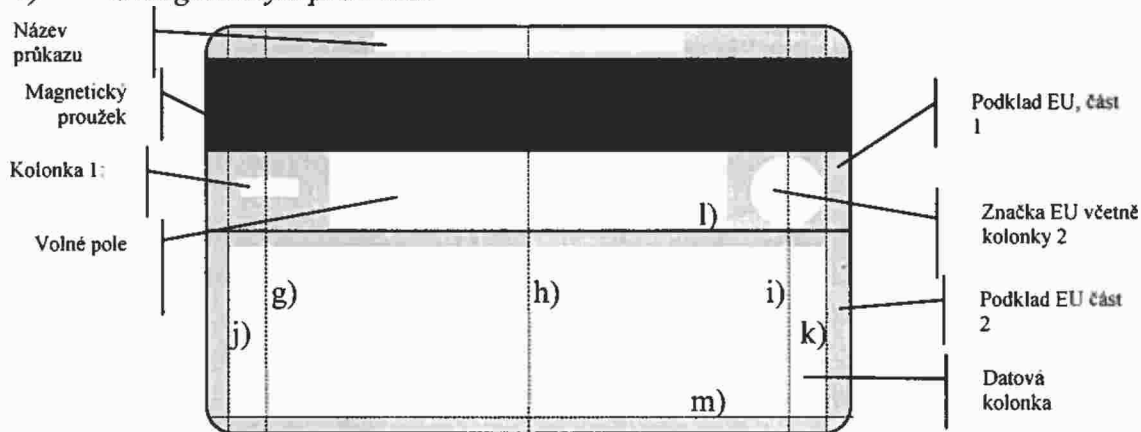 Název
průkazu
Magnetický
proužek
Kolonka 1:
Volné pole
Podklad EU, část
1
Značka EU včetně
kolonky 2
Podklad EU část
2
Datová
kolonka
l)
g)
h)
i)
j)
k)
m)